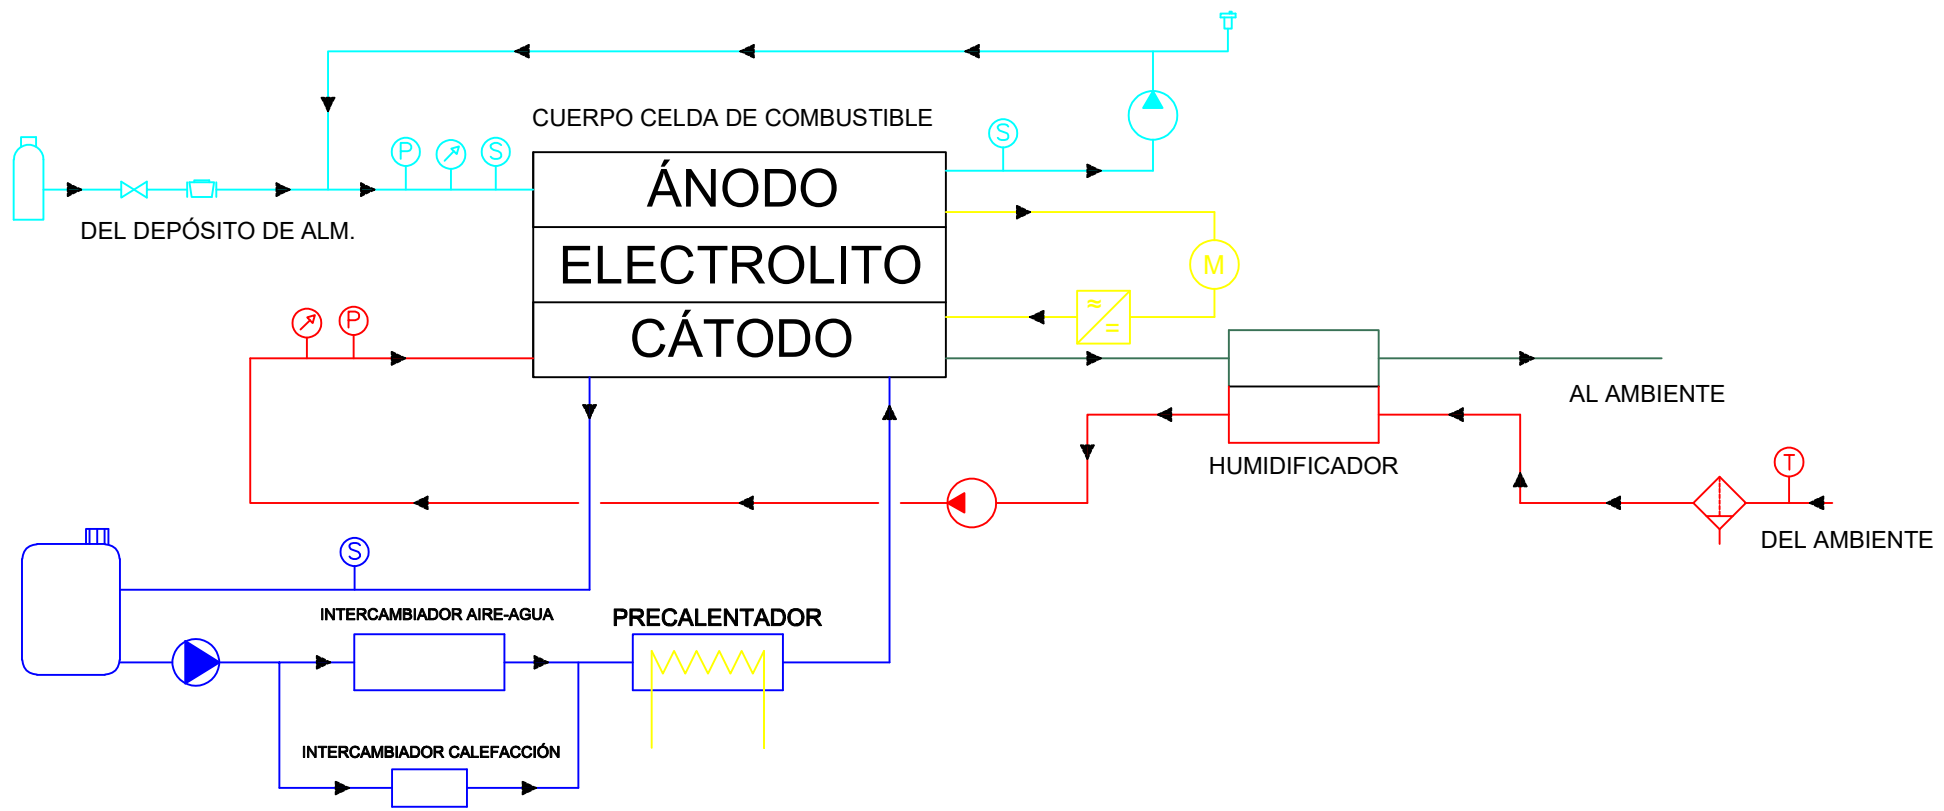 CUERPO CELDA DE COMBUSTIBLE
S
P
S
ÁNODO
DEL DEPÓSITO DE ALM.
ELECTROLITO
M
≈
=
P
CÁTODO
AL AMBIENTE
HUMIDIFICADOR
T
DEL AMBIENTE
S
INTERCAMBIADOR AIRE-AGUA
PRECALENTADOR
INTERCAMBIADOR CALEFACCIÓN